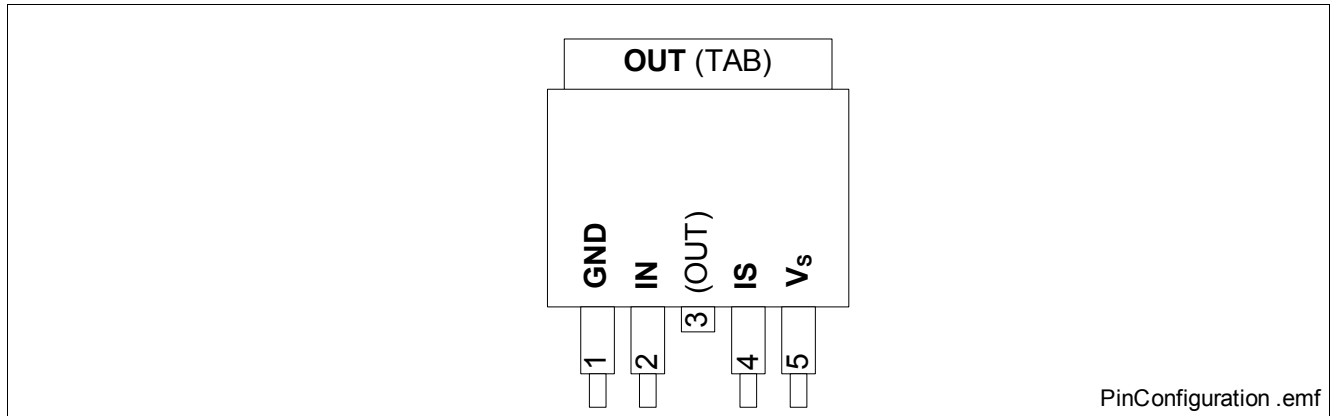 OUT (TAB)
GND
IN
(OUT)
IS
Vs
1
2
3
4
5
PinConfiguration .emf